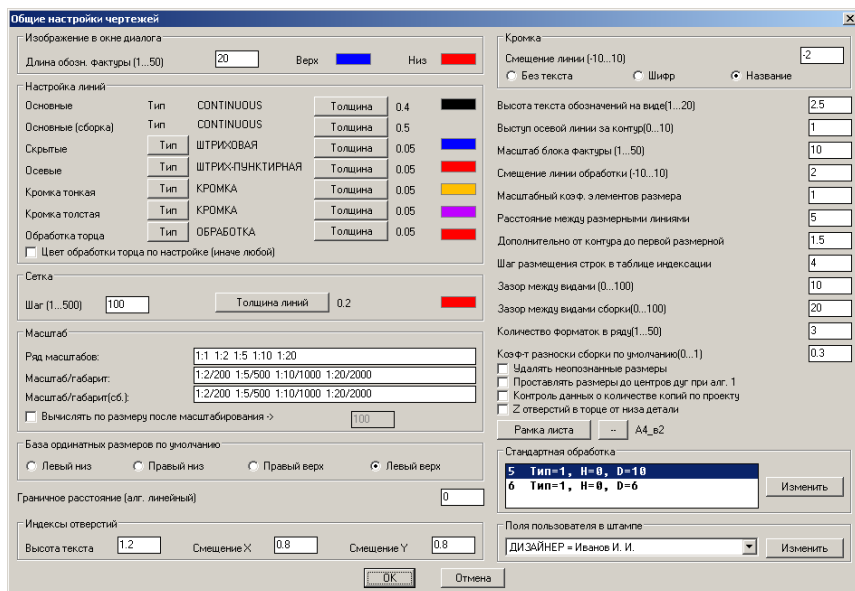 Общие настройки чертежей
Изображение в окне диалога
Длина обозн. фактуры (1...50) 20 Верх Низ
Настройка линий
Основные Тип CONTINUOUS Толщина 0.4
Основные (сборка) Тип CONTINUOUS Толщина 0.5
Скрытые Тип ШТРИХОВАЯ Толщина 0.05
Осевые Тип ШТРИХ-ПУНКТИРНАЯ Толщина 0.05
Кромка тонкая Тип КРОМКА Толщина 0.05
Кромка толстая Тип КРОМКА Толщина 0.05
Обработка торца Тип ОБРАБОТКА Толщина 0.05
Цвет обработки торца по настройке (иначе любой)
Сетка
Шаг (1...500) 100 Толщина линий 0.2
Масштаб
Ряд масштабов: 1:1 1:2 1:5 1:10 1:20
Масштаб/габарит: 1:2/200 1:5/500 1:10/1000 1:20/2000
Масштаб/габарит(сб.): 1:2/200 1:5/500 1:10/1000 1:20/2000
Вычислять по размеру после масштабирования -> 100
База ординатных размеров по умолчанию
Левый низ Правый низ Правый верх Левый верх
Граничное расстояние (алг. линейный) 0
Индексы отверстий
Высота текста 1.2 Смещение X 0.8 Смещение Y 0.8
Кромка
Смещение линии (-10...10) -2
Без текста Шифр Название
Высота текста обозначений на виде(1...20) 2.5
Выступ осевой линии за контур(0...10) 1
Масштаб блока фактуры (1...50) 10
Смещение линии обработки (-10...10) 2
Масштабный коэф. элементов размера 1
Расстояние между размерными линиями 5
Дополнительно от контура до первой размерной 1.5
Шаг размещения строк в таблице индексации 4
Зазор между видами (0...100) 10
Зазор между видами сборки(0...100) 20
Количество форматок в ряду(1...50) 3
Коэф-т разноски сборки по умолчанию(0...1) 0.3
Удалять неопознанные размеры
Проставлять размеры до центров дуг при алг. 1
Контроль данных о количестве копий по проекту
Z отверстий в торце от низа детали
Рамка листа -- А4_в2
Стандартная обработка
5 Тип=1, H=0, D=10
6 Тип=1, H=0, D=6
Изменить
Поля пользователя в штампе
ДИЗАЙНЕР = Иванов И. И. Изменить
OK Отмена